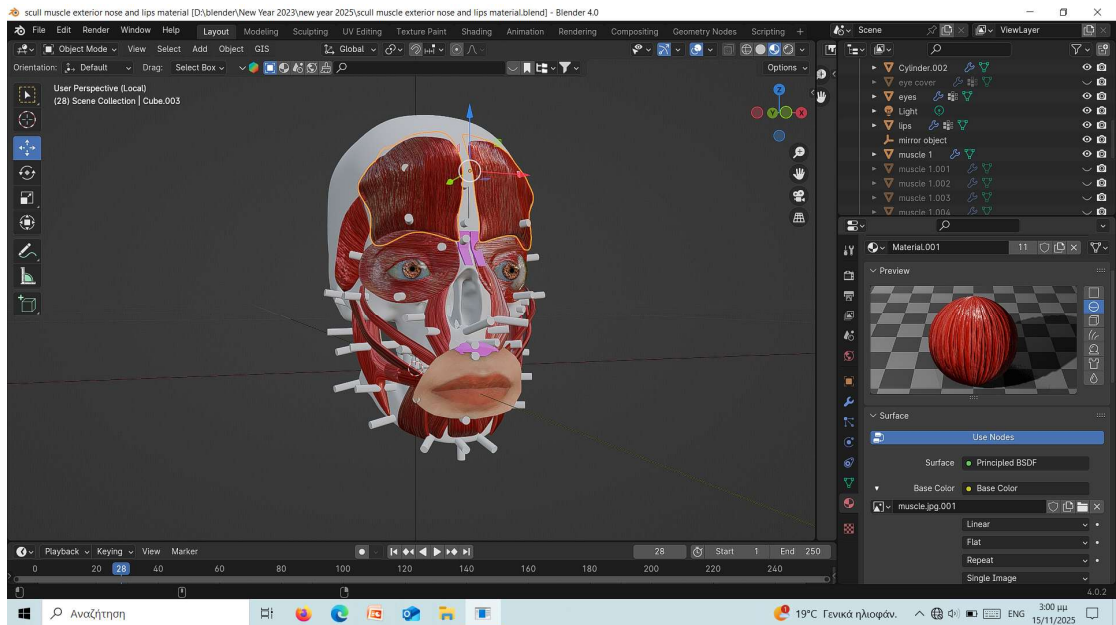 scull muscle exterior nose and lips material [D:\blender\New Year 2023\new year 2025\scull muscle exterior nose and lips material.blend] - Blender 4.0
File Edit Render Window Help Layout Modeling Sculpting UV Editing Texture Paint Shading Animation Rendering Compositing Geometry Nodes Scripting + Scene ViewLayer
Object Mode View Select Add Object GIS Global
Orientation: Default Drag: Select Box Options
User Perspective (Local)
(28) Scene Collection | Cube.003
Z
Y
X
Cylinder.002
eye cover
eyes
Light
lips
mirror object
muscle 1
muscle 1.001
muscle 1.002
muscle 1.003
muscle 1.004
Material.001 11
Preview
Surface
Use Nodes
Surface Principled BSDF
Base Color Base Color
muscle.jpg.001
Linear
Flat
Repeat
Single Image
Playback Keying View Marker 28 Start 1 End 250
0 20 28 40 60 80 100 120 140 160 180 200 220 240
4.0.2
Αναζήτηση 19°C Γενικά ηλιοφάν. ENG 3:00 μμ
15/11/2025